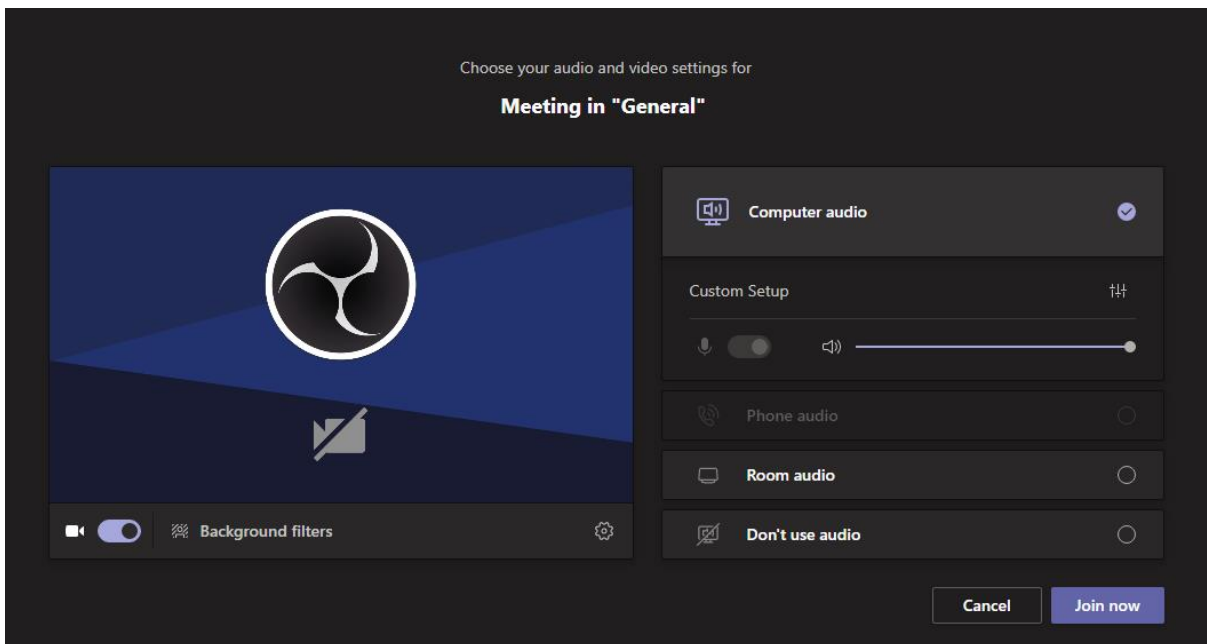 Choose your audio and video settings for
Meeting in "General"
Computer audio
Custom Setup
Phone audio
Room audio
Background filters
Don't use audio
Cancel
Join now